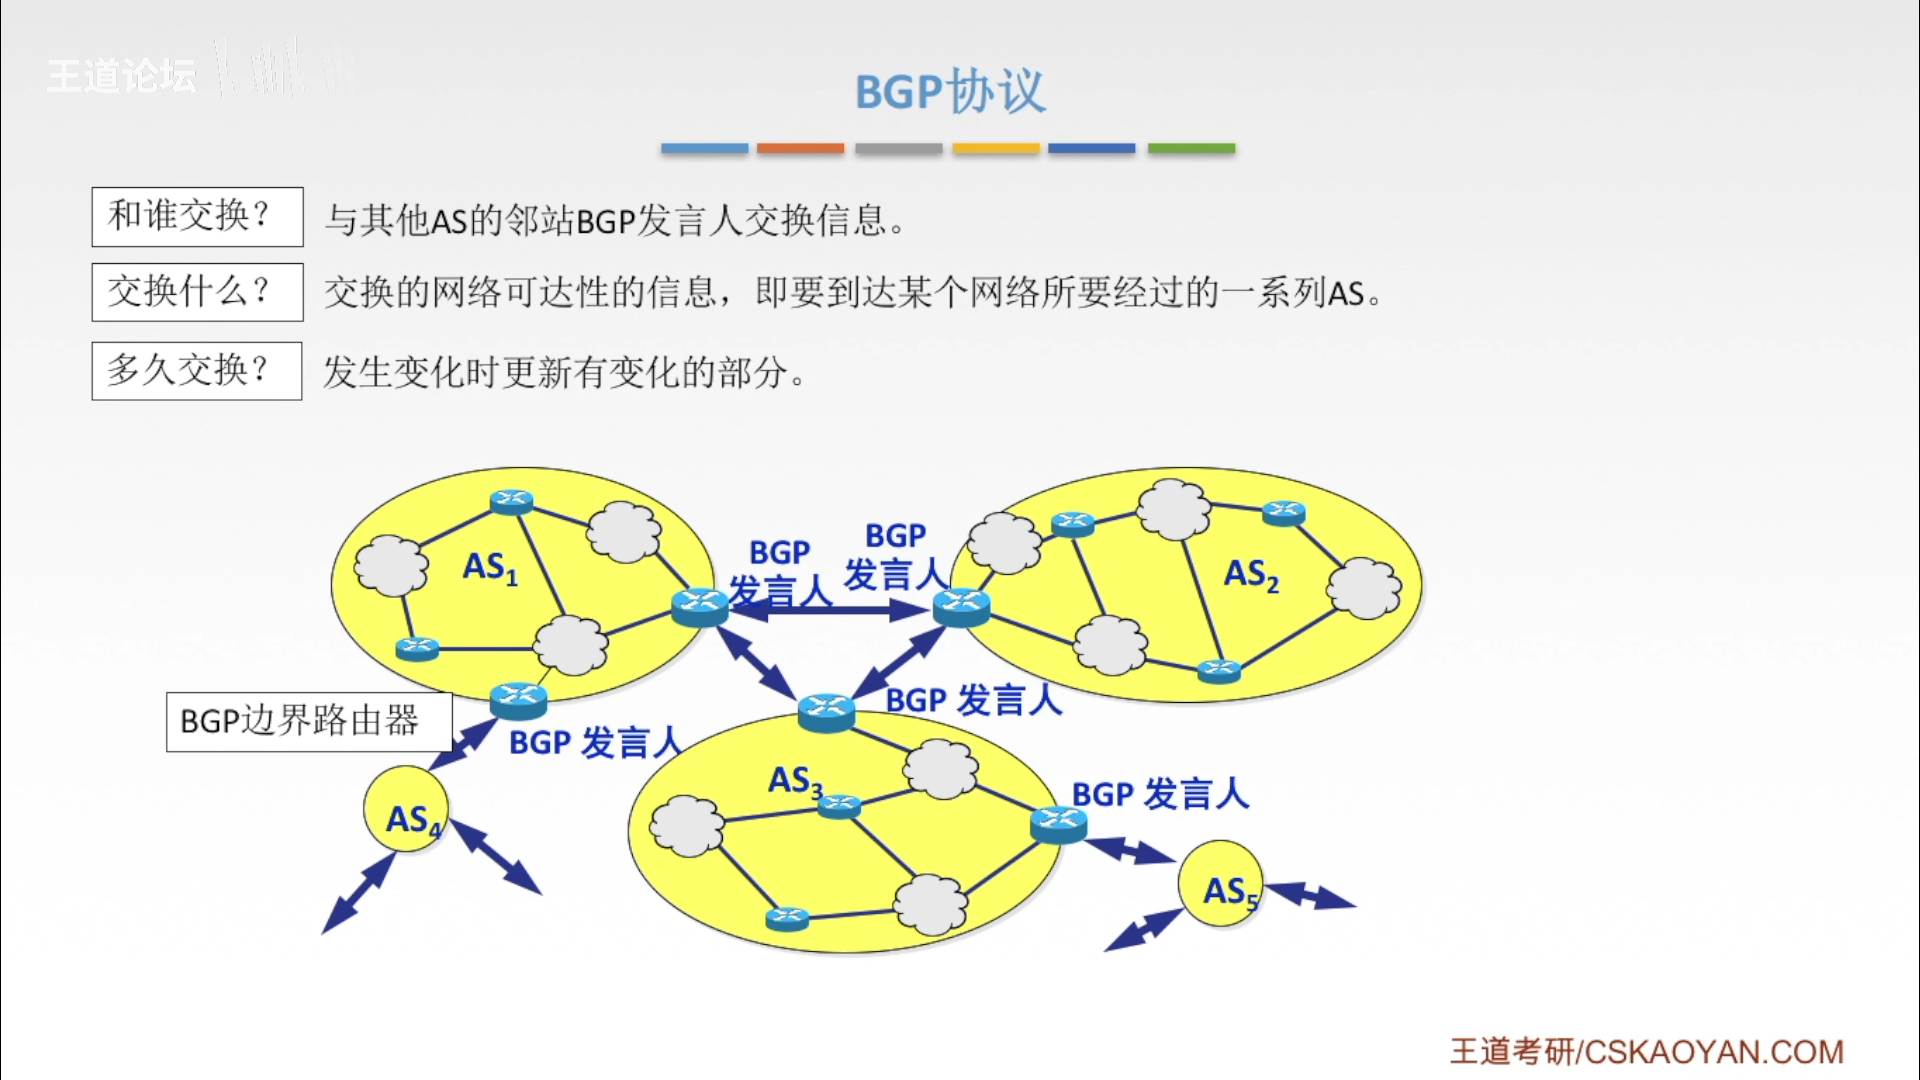 王道论坛
BGP协议
和谁交换？
与其他AS的邻站BGP发言人交换信息。
交换什么？
交换的网络可达性的信息，即要到达某个网络所要经过的一系列AS。
多久交换？
发生变化时更新有变化的部分。
BGP
发言人
BGP
发言人
AS1
AS2
BGP 发言人
BGP边界路由器
BGP 发言人
AS3
BGP 发言人
AS4
AS5
王道考研/CSKAOYAN.COM